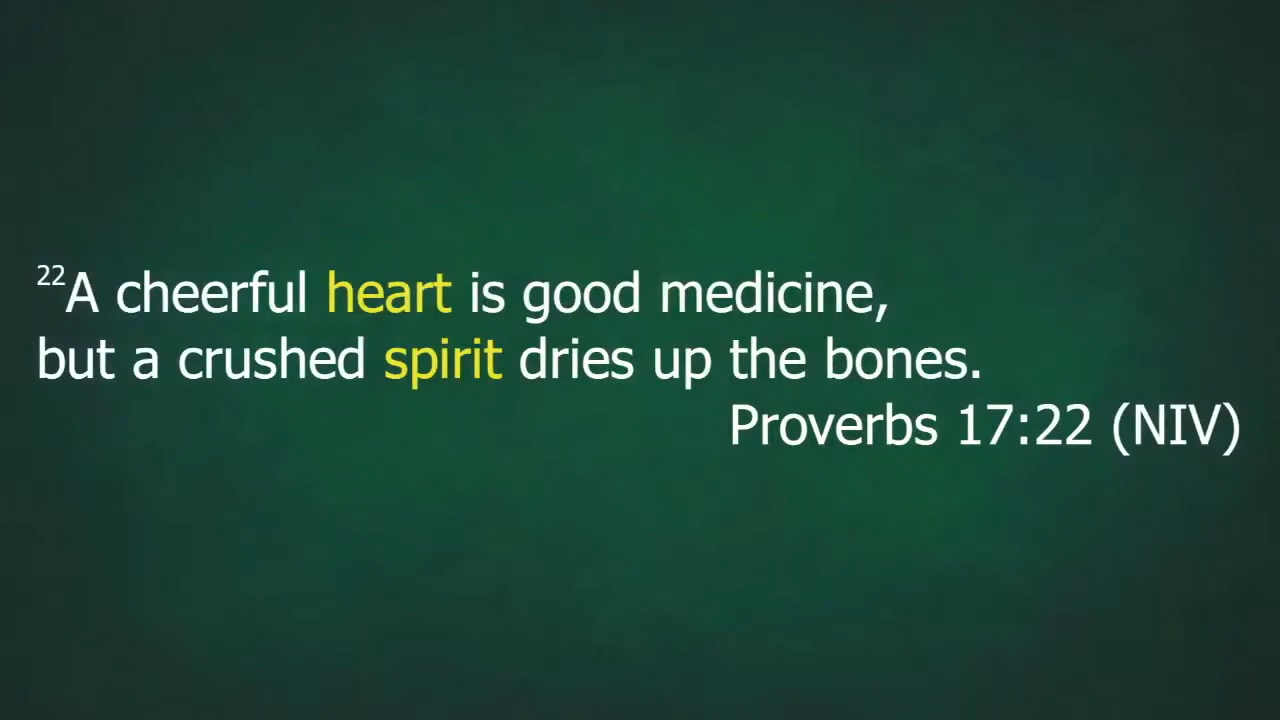 ²²A cheerful heart is good medicine,
but a crushed spirit dries up the bones.
Proverbs 17:22 (NIV)